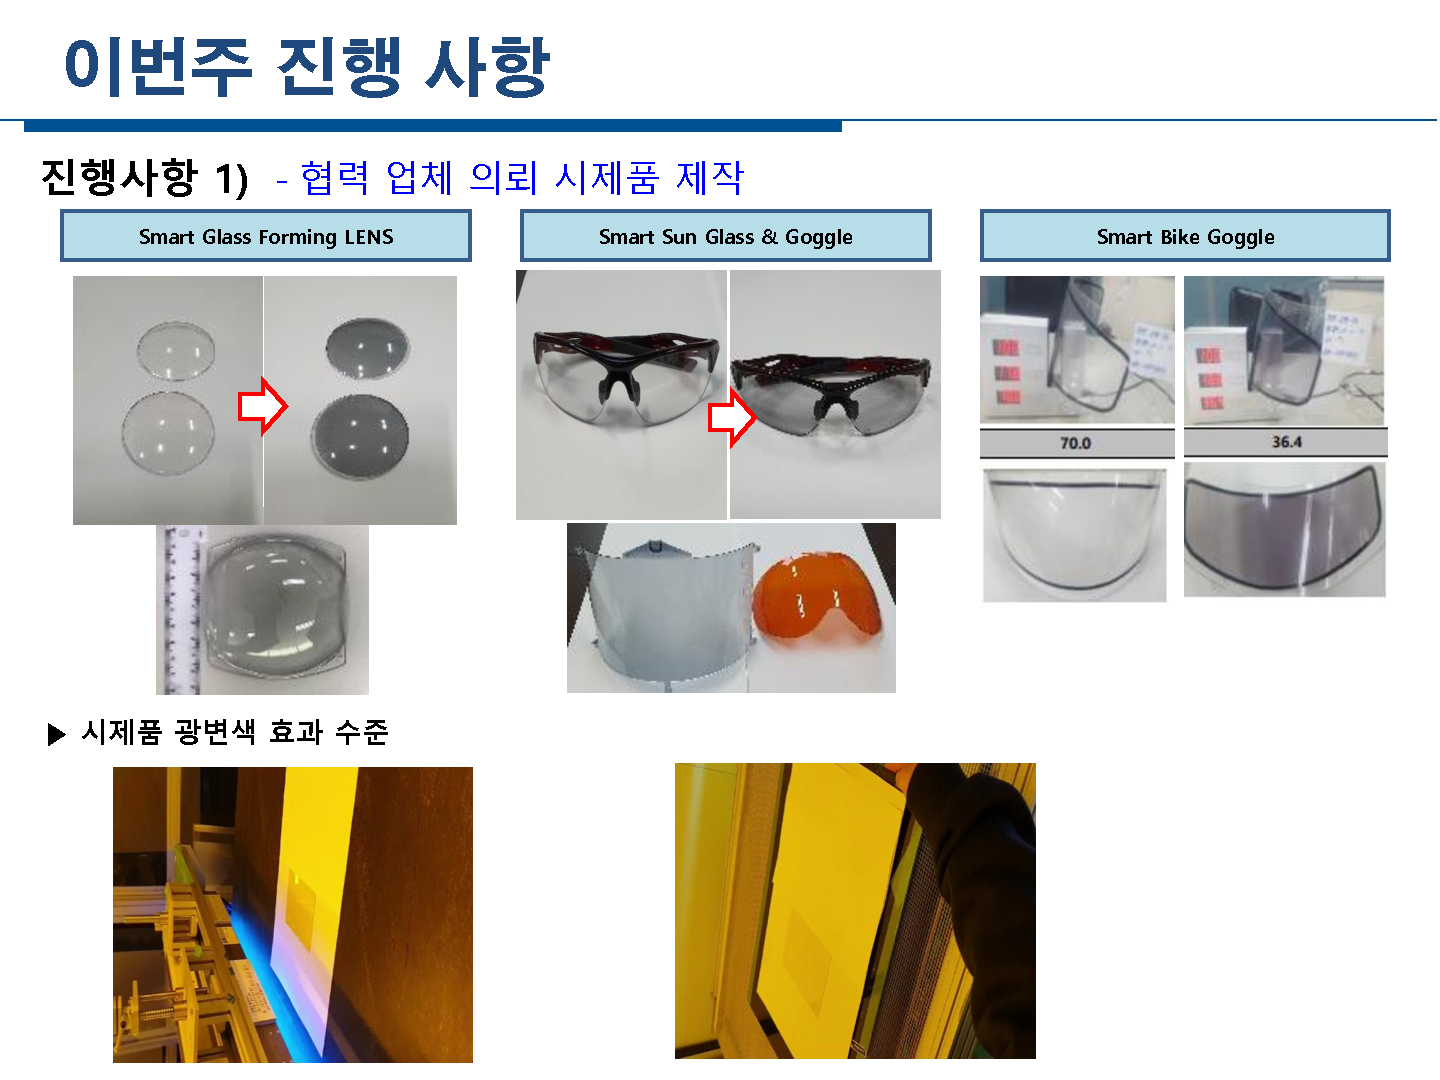 이번주 진행 사항
진행사항 1) - 협력 업체 의뢰 시제품 제작
Smart Glass Forming LENS
Smart Sun Glass & Goggle
Smart Bike Goggle
70.0
36.4
▶ 시제품 광변색 효과 수준